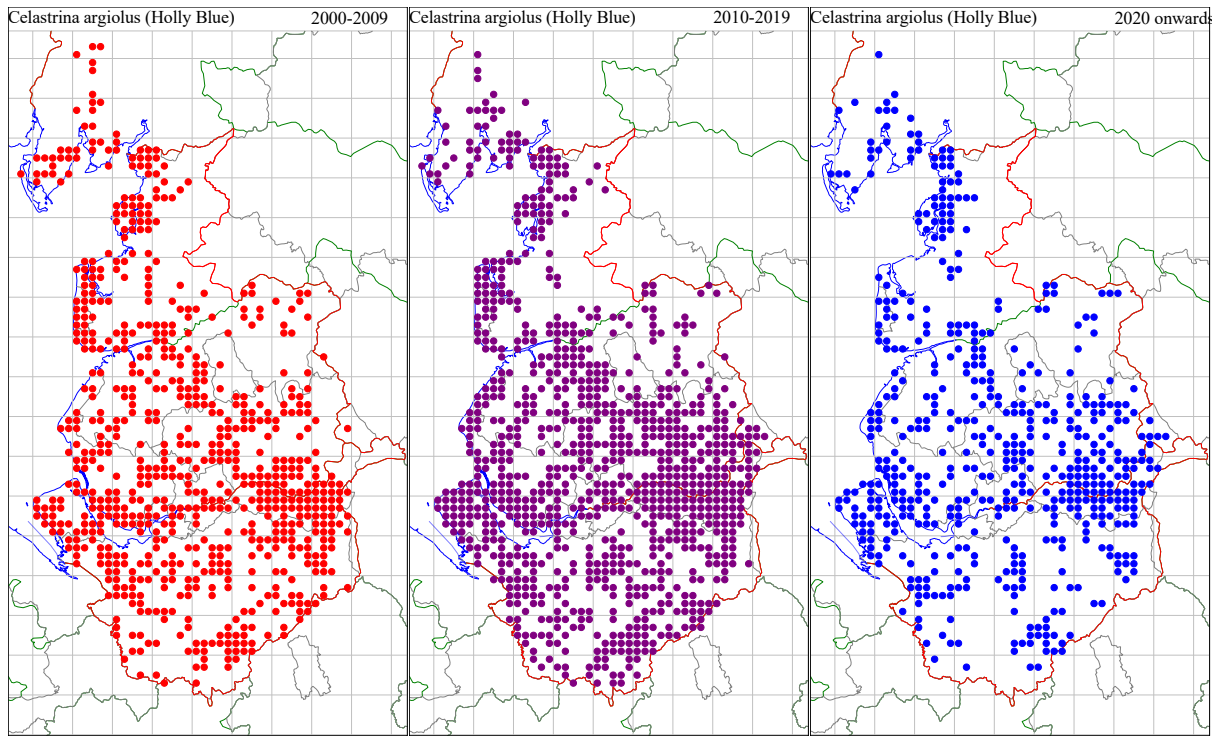 Celastrina argiolus (Holly Blue) 2000-2009
Celastrina argiolus (Holly Blue) 2010-2019
Celastrina argiolus (Holly Blue) 2020 onwards